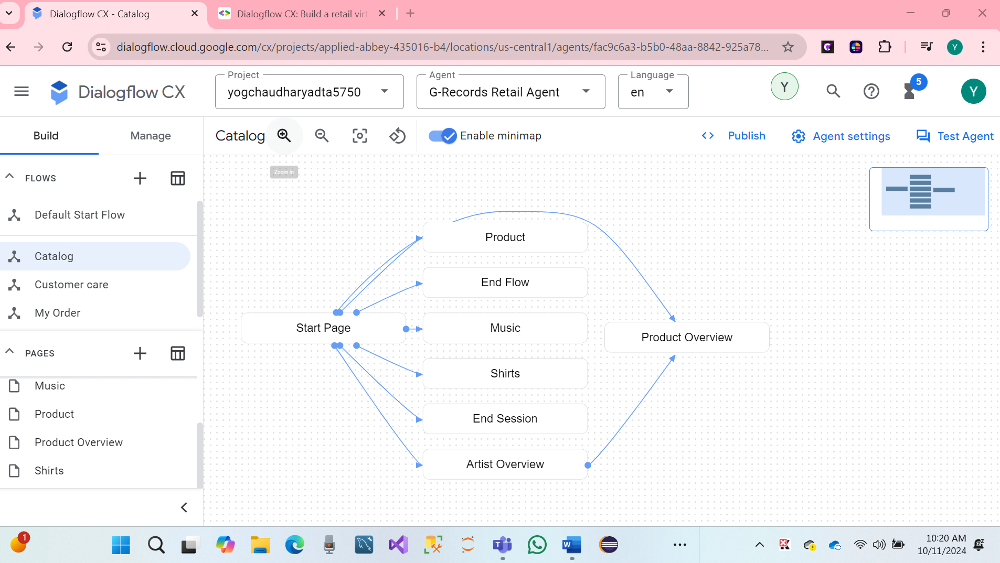 Dialogflow CX - Catalog
Dialogflow CX: Build a retail virt
dialogflow.cloud.google.com/cx/projects/applied-abbey-435016-b4/locations/us-central1/agents/fac9c6a3-b5b0-48aa-8842-925a78...
Y
Dialogflow CX
Project
yogchaudharyadta5750
Agent
G-Records Retail Agent
Language
en
Y
5
Y
Build
Manage
Catalog
Enable minimap
Publish
Agent settings
Test Agent
Zoom in
FLOWS
Default Start Flow
Catalog
Customer care
My Order
PAGES
Music
Product
Product Overview
Shirts
Product
End Flow
Start Page
Music
Product Overview
Shirts
End Session
Artist Overview
1
10:20 AM
10/11/2024